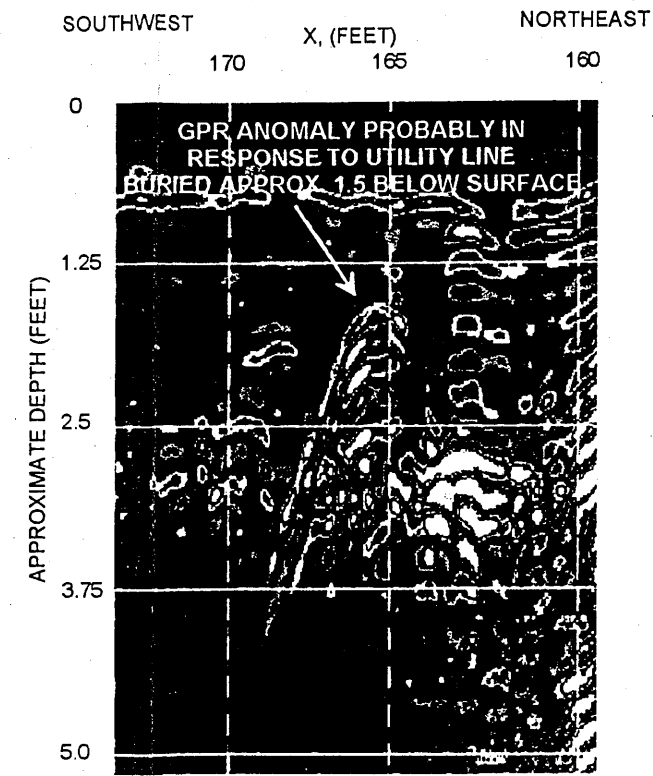 SOUTHWEST
X, (FEET)
NORTHEAST
170
165
160
0
GPR ANOMALY PROBABLY IN
RESPONSE TO UTILITY LINE
BURIED APPROX. 1.5 BELOW SURFACE
1.25
2.5
3.75
5.0
APPROXIMATE DEPTH (FEET)